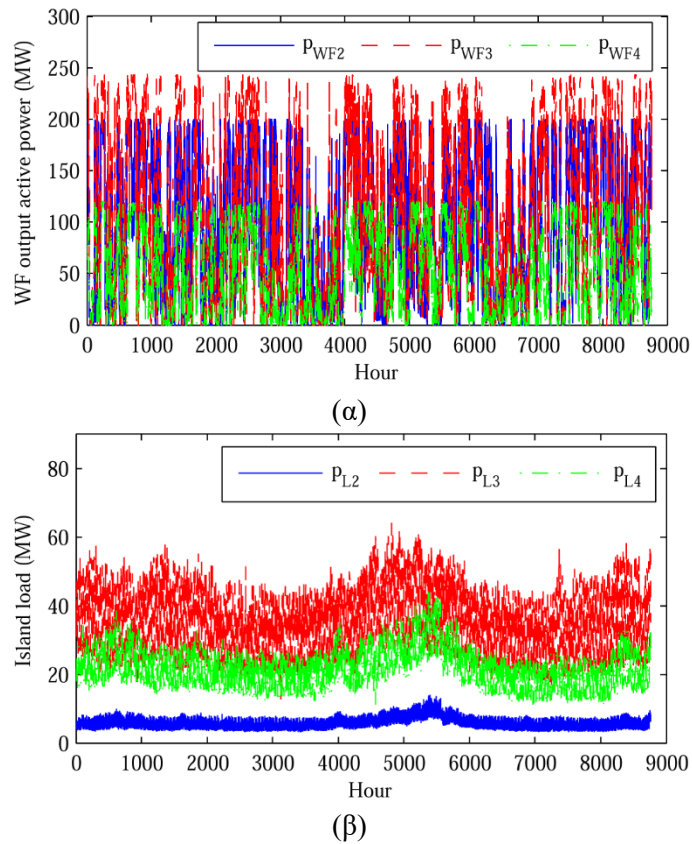 300
250
200
150
100
50
0
WF output active power (MW)
p_WF2 p_WF3 p_WF4
0 1000 2000 3000 4000 5000 6000 7000 8000 9000
Hour
(α)
80
60
40
20
0
Island load (MW)
p_L2 p_L3 p_L4
0 1000 2000 3000 4000 5000 6000 7000 8000 9000
Hour
(β)